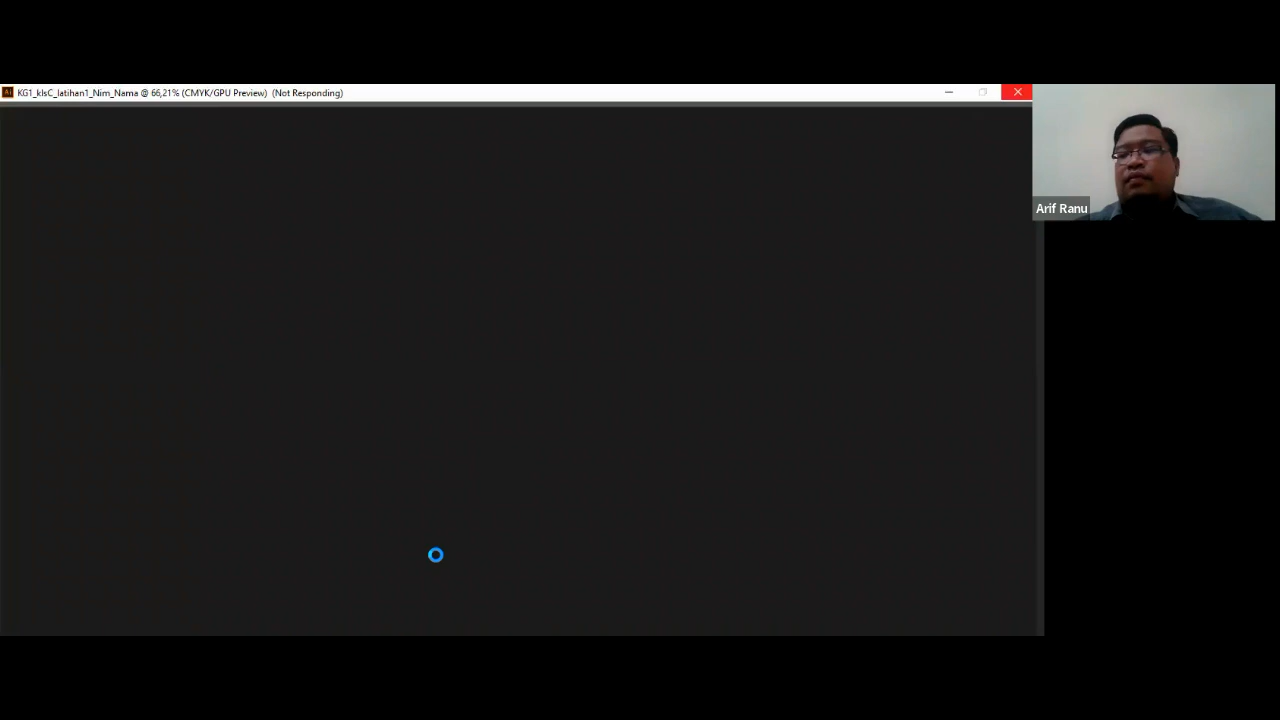 Ai
KG1_klsC_latihan1_Nim_Nama @ 66,21% (CMYK/GPU Preview) (Not Responding)
Arif Ranu